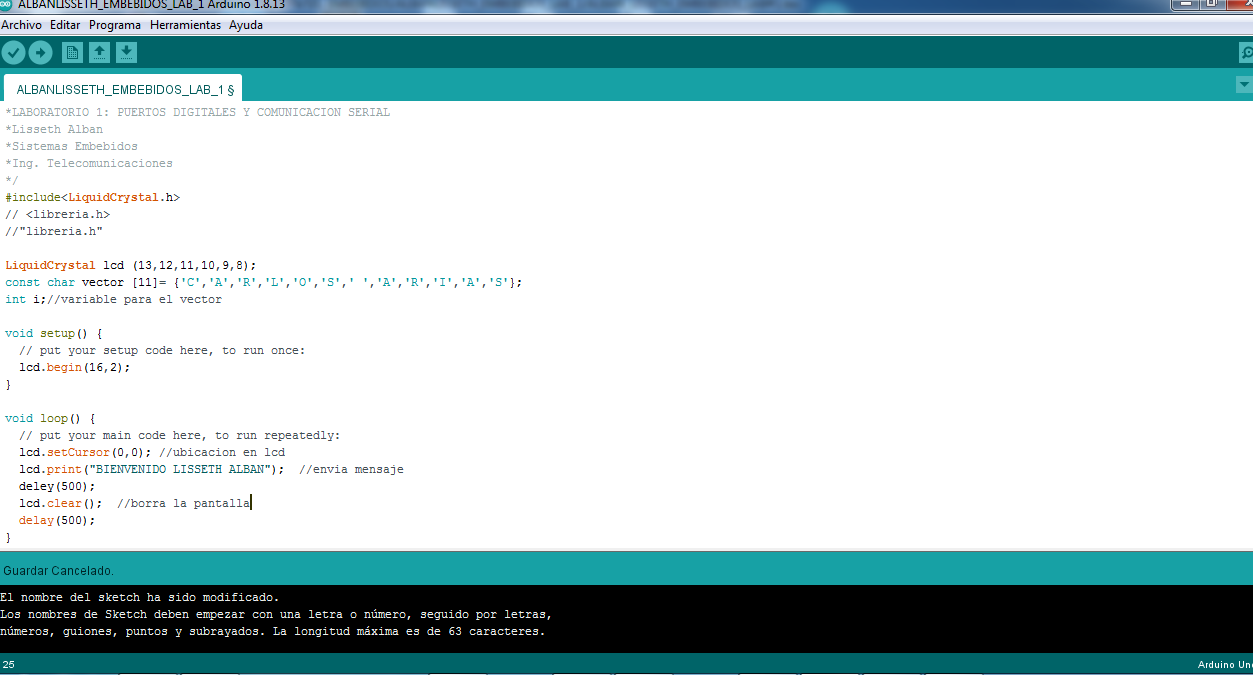 ALBANLISSETH_EMBEBIDOS_LAB_1 Arduino 1.8.13
Archivo Editar Programa Herramientas Ayuda
ALBANLISSETH_EMBEBIDOS_LAB_1 §
*LABORATORIO 1: PUERTOS DIGITALES Y COMUNICACION SERIAL
*Lisseth Alban
*Sistemas Embebidos
*Ing. Telecomunicaciones
*/
#include<LiquidCrystal.h>
// <libreria.h>
//"libreria.h"
LiquidCrystal lcd (13,12,11,10,9,8);
const char vector [11]= {'C','A','R','L','O','S',' ','A','R','I','A','S'};
int i;//variable para el vector
void setup() {
// put your setup code here, to run once:
lcd.begin(16,2);
}
void loop() {
// put your main code here, to run repeatedly:
lcd.setCursor(0,0); //ubicacion en lcd
lcd.print("BIENVENIDO LISSETH ALBAN"); //envia mensaje
deley(500);
lcd.clear(); //borra la pantalla
delay(500);
}
Guardar Cancelado.
El nombre del sketch ha sido modificado.
Los nombres de Sketch deben empezar con una letra o número, seguido por letras,
números, guiones, puntos y subrayados. La longitud máxima es de 63 caracteres.
25
Arduino Un